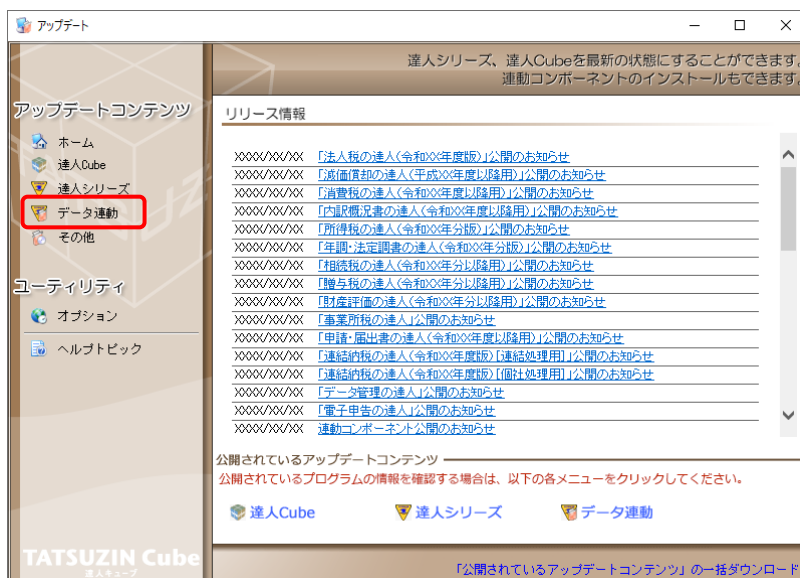 アップデート
達人シリーズ、達人Cubeを最新の状態にすることができます。
連動コンポーネントのインストールもできます。
アップデートコンテンツ
ホーム
達人Cube
達人シリーズ
データ連動
その他
ユーティリティ
オプション
ヘルプトピック
TATSUZIN Cube
達人キューブ
リリース情報
XXXX/XX/XX 「法人税の達人(令和XX年度版)」公開のお知らせ
XXXX/XX/XX 「減価償却の達人(平成XX年度以降用)」公開のお知らせ
XXXX/XX/XX 「消費税の達人(令和XX年度以降用)」公開のお知らせ
XXXX/XX/XX 「内訳概況書の達人(令和XX年度以降用)」公開のお知らせ
XXXX/XX/XX 「所得税の達人(令和XX年分版)」公開のお知らせ
XXXX/XX/XX 「年調・法定調書の達人(令和XX年分版)」公開のお知らせ
XXXX/XX/XX 「相続税の達人(令和XX年分以降用)」公開のお知らせ
XXXX/XX/XX 「贈与税の達人(令和XX年分以降用)」公開のお知らせ
XXXX/XX/XX 「財産評価の達人(令和XX年分以降用)」公開のお知らせ
XXXX/XX/XX 「事業所税の達人」公開のお知らせ
XXXX/XX/XX 「申請・届出書の達人(令和XX年度以降用)」公開のお知らせ
XXXX/XX/XX 「連結納税の達人(令和XX年度版)[連結処理用]」公開のお知らせ
XXXX/XX/XX 「連結納税の達人(令和XX年度版)[個社処理用]」公開のお知らせ
XXXX/XX/XX 「データ管理の達人」公開のお知らせ
XXXX/XX/XX 「電子申告の達人」公開のお知らせ
XXXX/XX/XX 連動コンポーネント公開のお知らせ
公開されているアップデートコンテンツ
公開されているプログラムの情報を確認する場合は、以下の各メニューをクリックしてください。
達人Cube 達人シリーズ データ連動
「公開されているアップデートコンテンツ」の一括ダウンロード